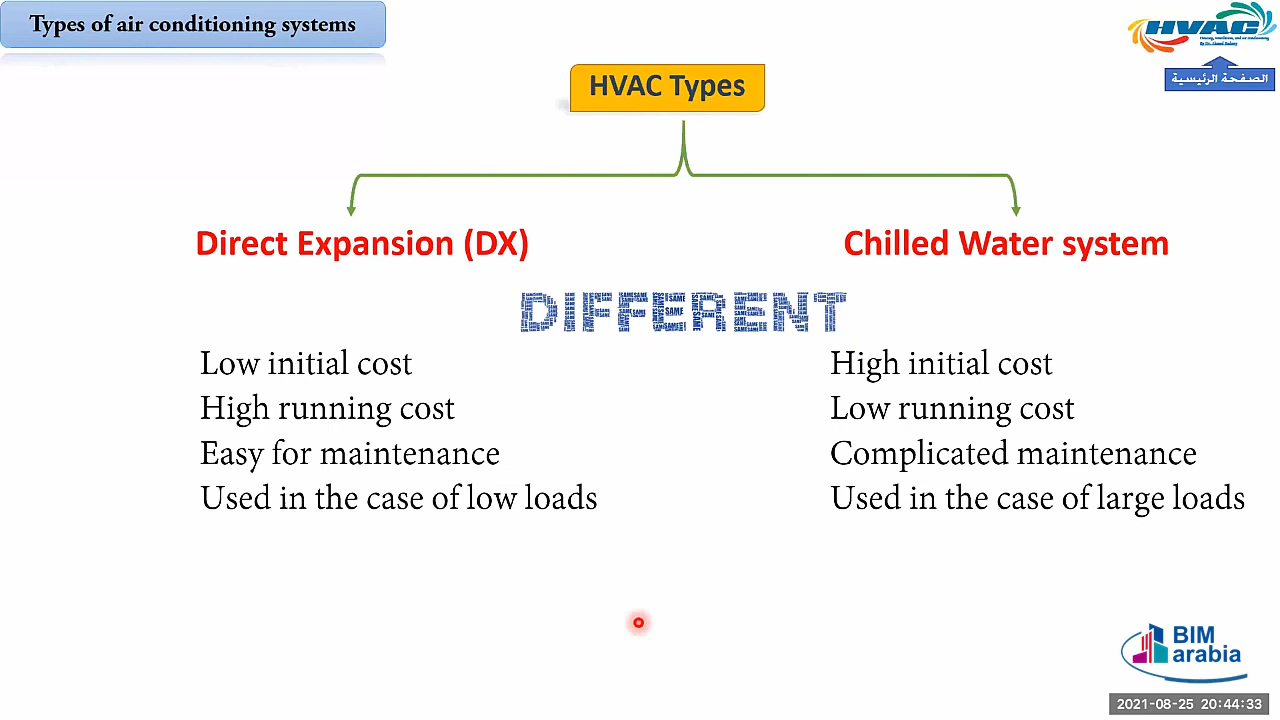 Types of air conditioning systems
HVAC
الصفحة الرئيسية
HVAC Types
Direct Expansion (DX)
Chilled Water system
DIFFERENT
Low initial cost
High running cost
Easy for maintenance
Used in the case of low loads
High initial cost
Low running cost
Complicated maintenance
Used in the case of large loads
BIM
arabia
2021-08-25 20:44:33